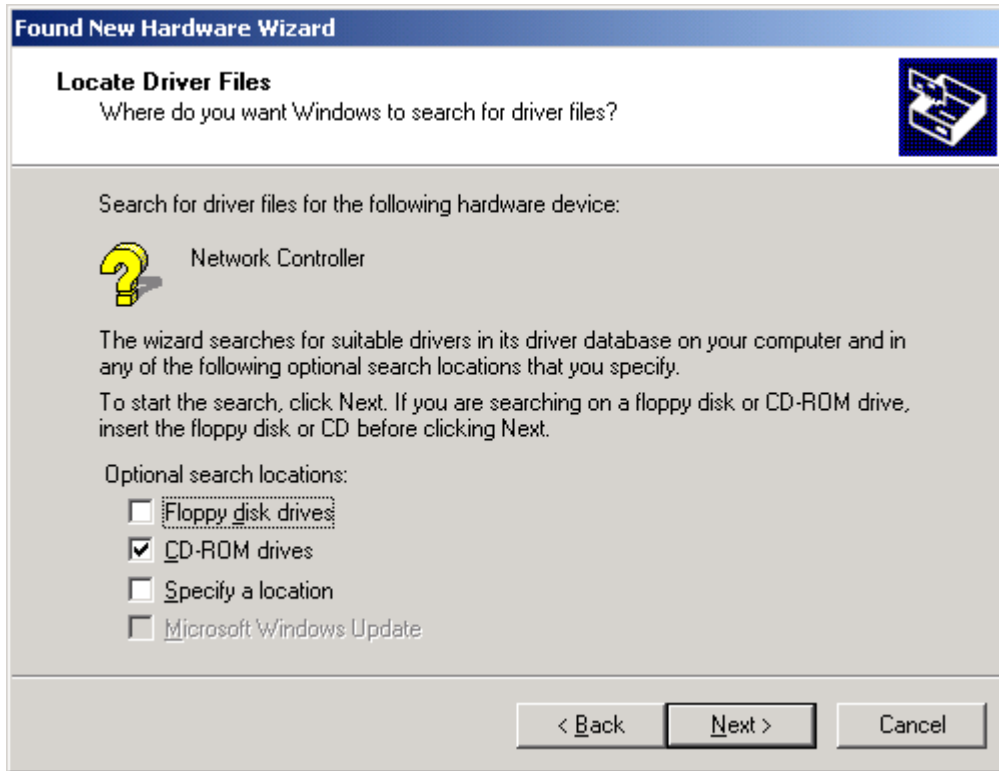 Found New Hardware Wizard
Locate Driver Files
Where do you want Windows to search for driver files?
Search for driver files for the following hardware device:
Network Controller
The wizard searches for suitable drivers in its driver database on your computer and in
any of the following optional search locations that you specify.
To start the search, click Next. If you are searching on a floppy disk or CD-ROM drive,
insert the floppy disk or CD before clicking Next.
Optional search locations:
Floppy disk drives
CD-ROM drives
Specify a location
Microsoft Windows Update
< Back
Next >
Cancel